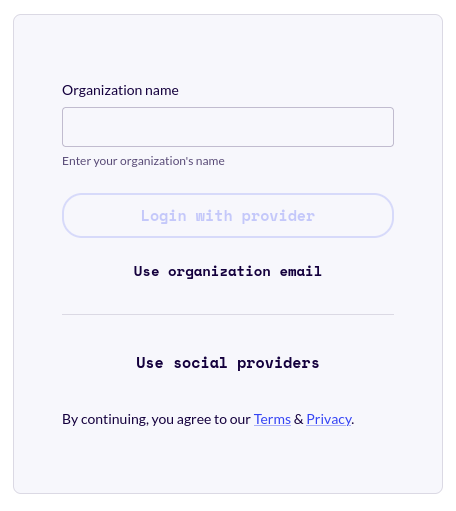 Organization name
Enter your organization's name
Login with provider
Use organization email
Use social providers
By continuing, you agree to our Terms & Privacy.